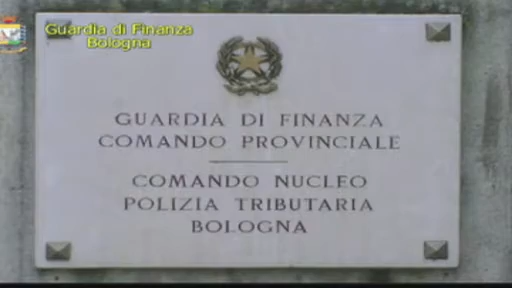 Guardia di Finanza
Bologna
GUARDIA DI FINANZA
COMANDO PROVINCIALE
COMANDO NUCLEO
POLIZIA TRIBUTARIA
BOLOGNA